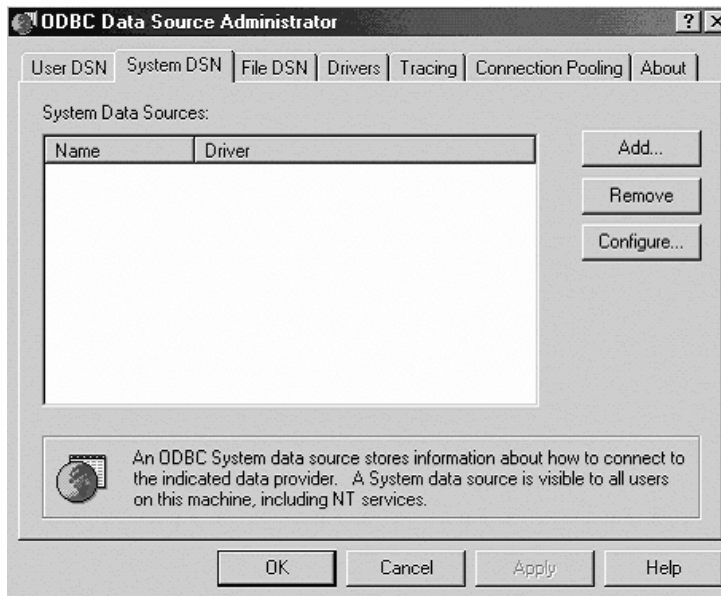 ODBC Data Source Administrator
? X
User DSN System DSN File DSN Drivers Tracing Connection Pooling About
System Data Sources:
Name Driver
Add...
Remove
Configure...
An ODBC System data source stores information about how to connect to
the indicated data provider. A System data source is visible to all users
on this machine, including NT services.
OK Cancel Apply Help